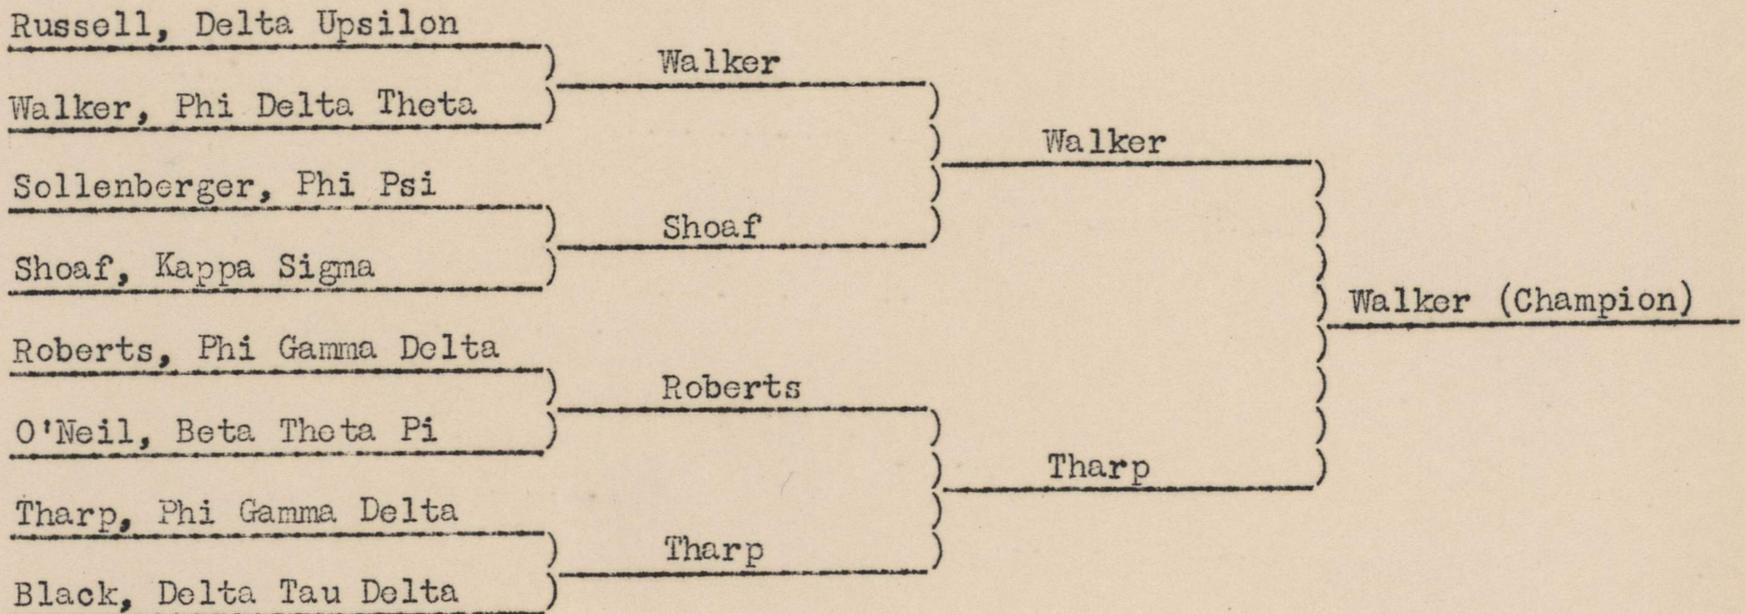 Russell, Delta Upsilon
Walker
Walker, Phi Delta Theta
Walker
Sollenberger, Phi Psi
Shoaf
Shoaf, Kappa Sigma
Walker (Champion)
Roberts, Phi Gamma Delta
Roberts
O'Neil, Beta Theta Pi
Tharp
Tharp, Phi Gamma Delta
Tharp
Black, Delta Tau Delta